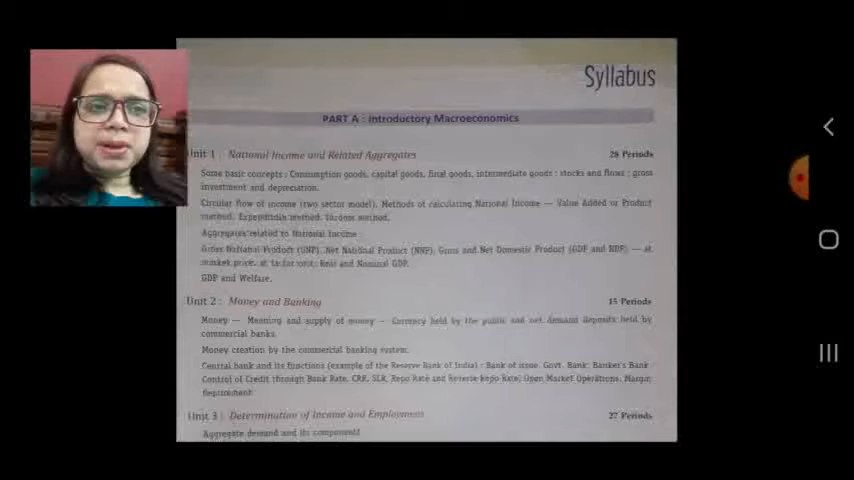 Syllabus
PART A : Introductory Macroeconomics
Unit 1 : National Income and Related Aggregates 28 Periods
Some basic concepts : Consumption goods, capital goods, final goods, intermediate goods : stocks and flows : gross
investment and depreciation.
Circular flow of income (two sector model), Methods of calculating National Income — Value Added or Product
method, Expenditure method, Income method.
Aggregates related to National Income :
Gross National Product (GNP), Net National Product (NNP), Gross and Net Domestic Product (GDP and NDP) — at
market price, at factor cost; Real and Nominal GDP.
GDP and Welfare.
Unit 2 : Money and Banking 15 Periods
Money — Meaning and supply of money — Currency held by the public and net demand deposits held by
commercial banks.
Money creation by the commercial banking system.
Central bank and its functions (example of the Reserve Bank of India) : Bank of issue, Govt. Bank, Banker's Bank
Control of Credit through Bank Rate, CRR, SLR, Repo Rate and Reverse Repo Rate, Open Market Operations, Margin
Requirement
Unit 3 : Determination of Income and Employment 27 Periods
Aggregate demand and its component